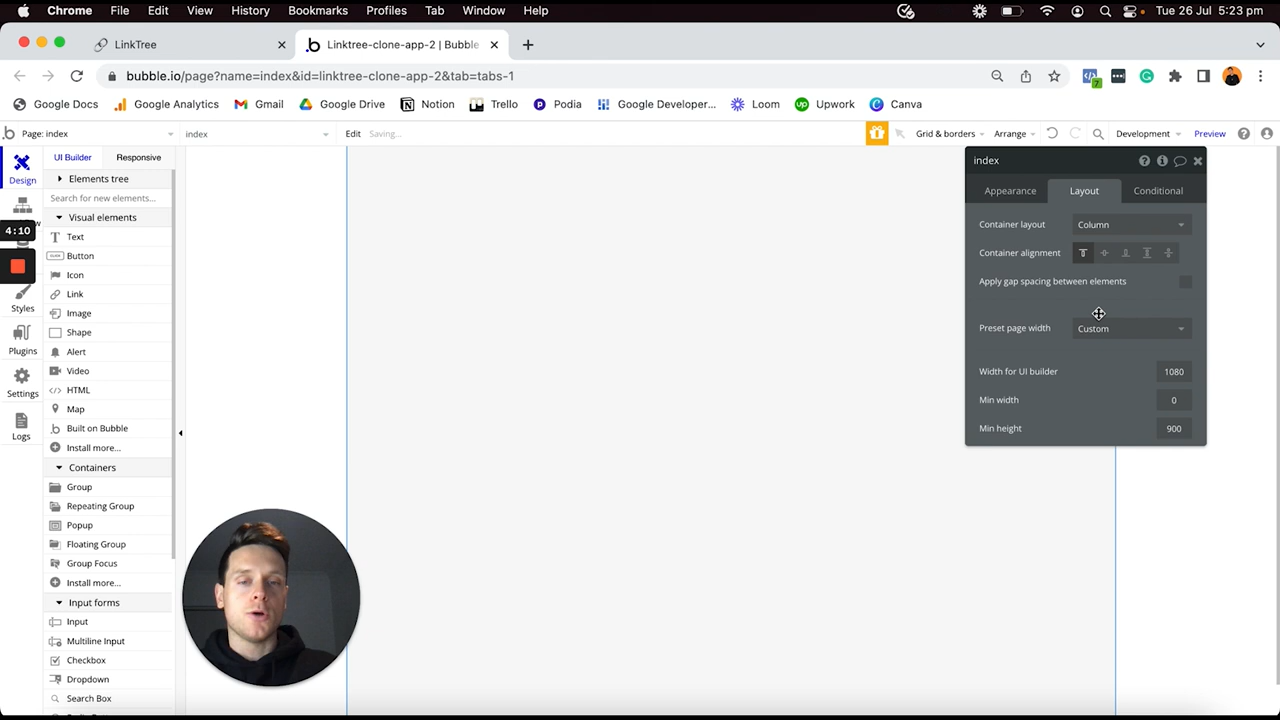 Chrome File Edit View History Bookmarks Profiles Tab Window Help Tue 26 Jul 5:23 pm
LinkTree Linktree-clone-app-2 | Bubble
bubble.io/page?name=index&id=linktree-clone-app-2&tab=tabs-1
7
Google Docs Google Analytics Gmail Google Drive Notion Trello Podia Google Developer... Loom Upwork Canva
Page: index index Edit Saving... Grid & borders Arrange Development Preview
Design
4:10
Styles
Plugins
Settings
Logs
UI Builder Responsive
Elements tree
Search for new elements...
Visual elements
Text
CLICK Button
Icon
Link
Image
Shape
Alert
Video
</> HTML
Map
Built on Bubble
Install more...
Containers
Group
Repeating Group
Popup
Floating Group
Group Focus
Install more...
Input forms
Input
Multiline Input
Checkbox
Dropdown
Search Box
index
Appearance Layout Conditional
Container layout Column
Container alignment
Apply gap spacing between elements
Preset page width Custom
Width for UI builder 1080
Min width 0
Min height 900